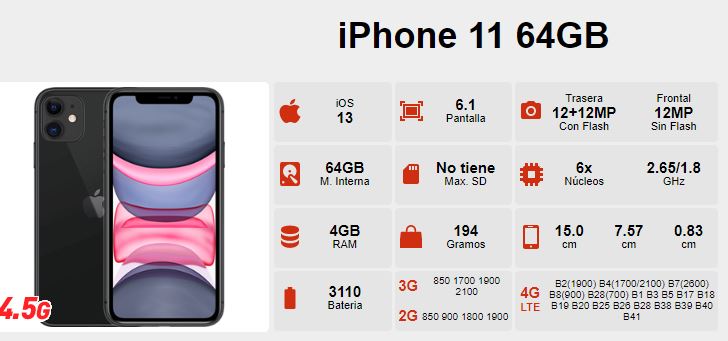 iPhone 11 64GB
iOS
13
6.1
Pantalla
Trasera
12+12MP
Con Flash
Frontal
12MP
Sin Flash
64GB
M. Interna
No tiene
Max. SD
6x
Núcleos
2.65/1.8
GHz
4GB
RAM
194
Gramos
15.0
cm
7.57
cm
0.83
cm
3110
Bateria
3G
850 1700 1900
2100
2G
850 900 1800 1900
4G
LTE
B2(1900) B4(1700/2100) B7(2600)
B8(900) B28(700) B1 B3 B5 B17 B18
B19 B20 B25 B26 B28 B38 B39 B40
B41
4.5G